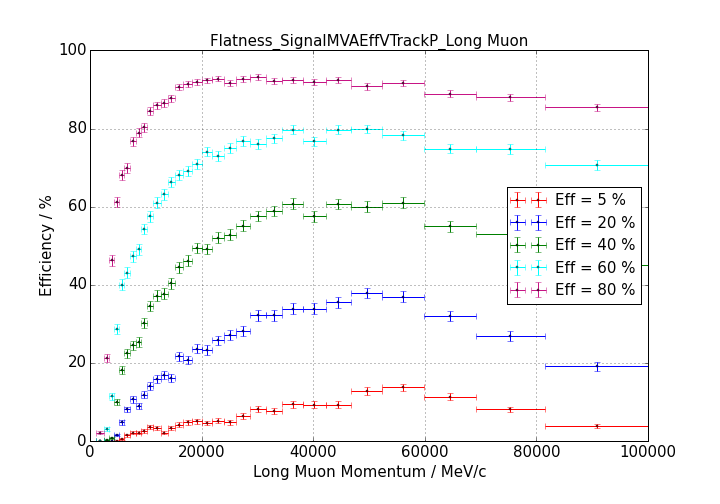 Flatness_SignalMVAEffVTrackP_Long Muon
100
80
60
40
20
0
Efficiency / %
Eff = 5 %
Eff = 20 %
Eff = 40 %
Eff = 60 %
Eff = 80 %
0 20000 40000 60000 80000 100000
Long Muon Momentum / MeV/c